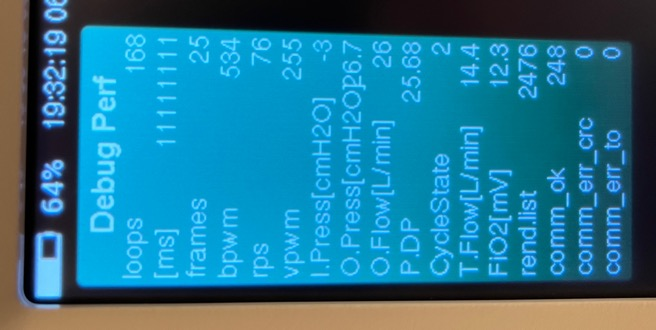 64% 19:32:19 06
Debug Perf
loops 168
[ms] 11111111
frames 25
bpwm 534
rps 76
vpwm 255
I.Press[cmH2O] -3
O.Press[cmH2O] 26.7
O.Flow[L/min] 26
P.DP 25.68
CycleState 2
T.Flow[L/min] 14.4
FiO2[mV] 12.3
rend.list 2476
comm_ok 248
comm_err_crc 0
comm_err_to 0